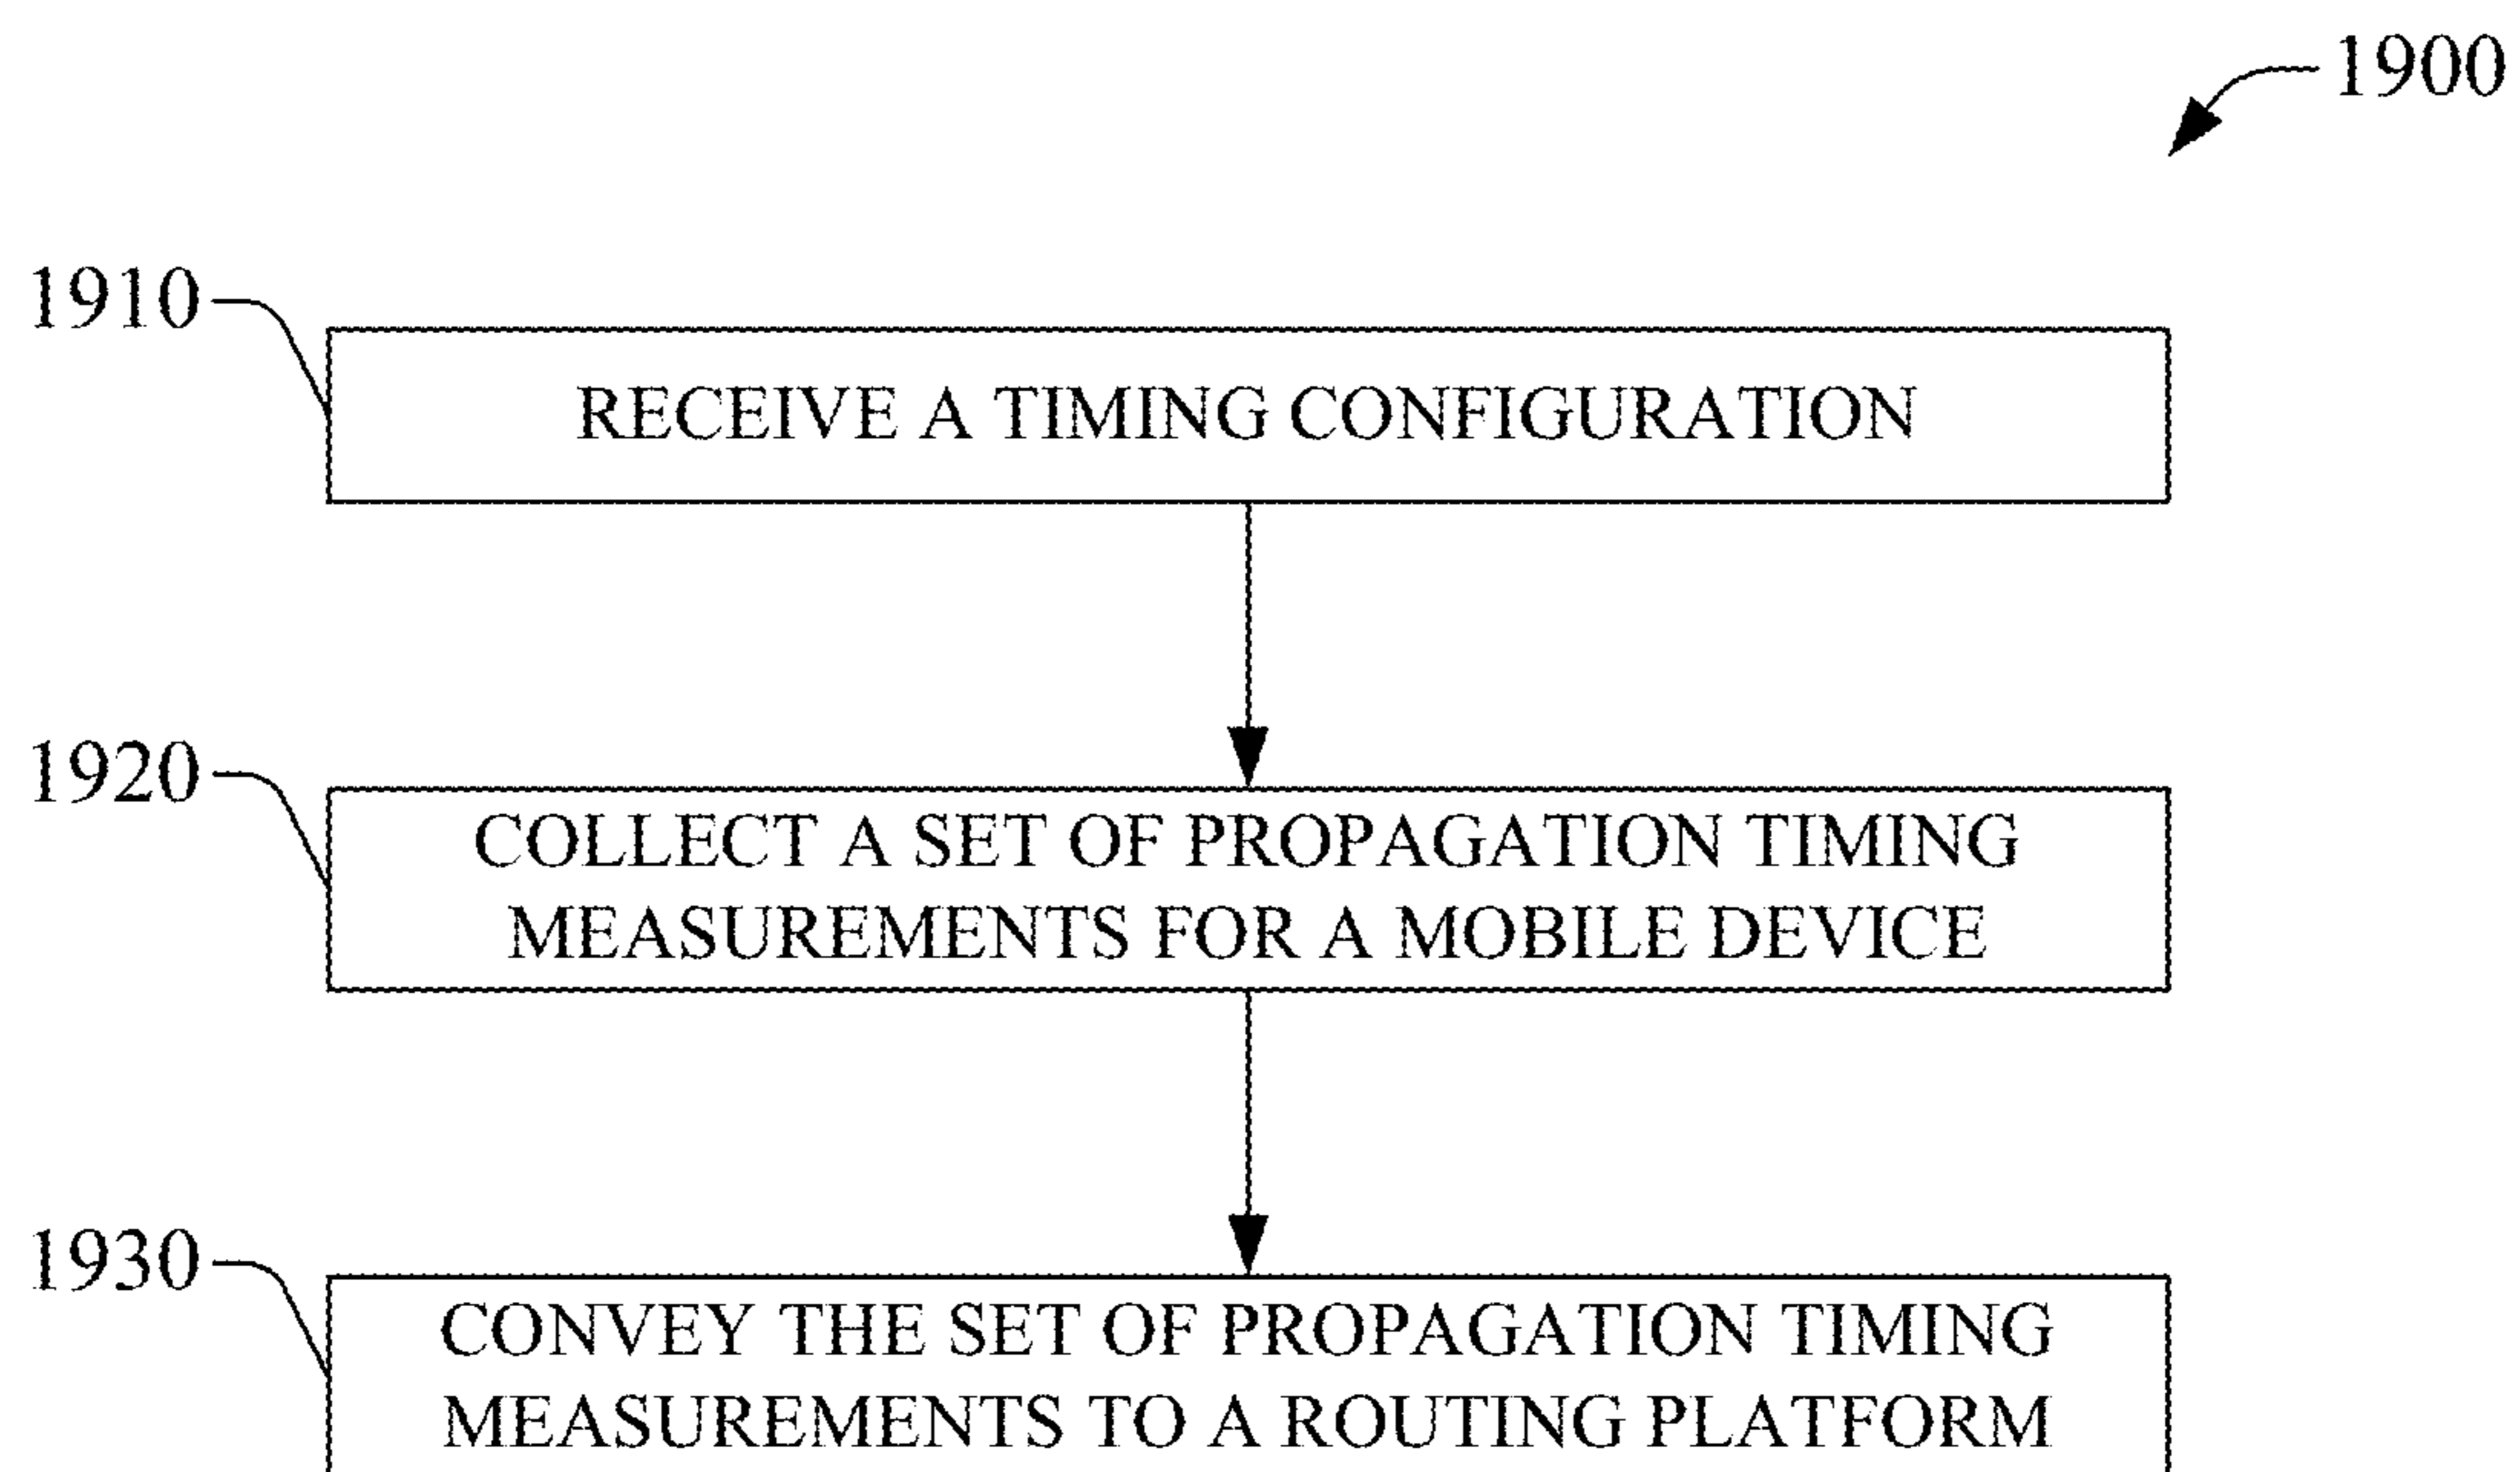 1900
1910
RECEIVE A TIMING CONFIGURATION
1920
COLLECT A SET OF PROPAGATION TIMING
MEASUREMENTS FOR A MOBILE DEVICE
1930
CONVEY THE SET OF PROPAGATION TIMING
MEASUREMENTS TO A ROUTING PLATFORM